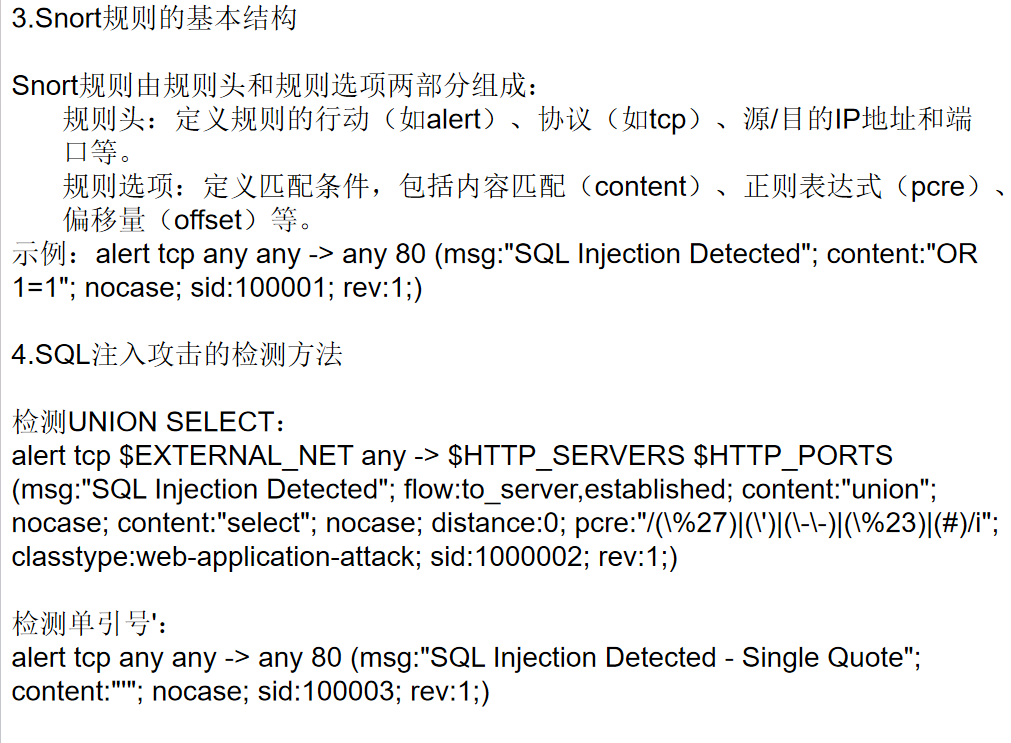 3.Snort规则的基本结构
Snort规则由规则头和规则选项两部分组成：
规则头：定义规则的行动（如alert）、协议（如tcp）、源/目的IP地址和端
口等。
规则选项：定义匹配条件，包括内容匹配（content）、正则表达式（pcre）、
偏移量（offset）等。
示例：alert tcp any any -> any 80 (msg:"SQL Injection Detected"; content:"OR
1=1"; nocase; sid:100001; rev:1;)
4.SQL注入攻击的检测方法
检测UNION SELECT：
alert tcp $EXTERNAL_NET any -> $HTTP_SERVERS $HTTP_PORTS
(msg:"SQL Injection Detected"; flow:to_server,established; content:"union";
nocase; content:"select"; nocase; distance:0; pcre:"/(\%27)|(\')|(\-\-)|(\%23)|(#)/i";
classtype:web-application-attack; sid:1000002; rev:1;)
检测单引号'：
alert tcp any any -> any 80 (msg:"SQL Injection Detected - Single Quote";
content:"'"; nocase; sid:100003; rev:1;)